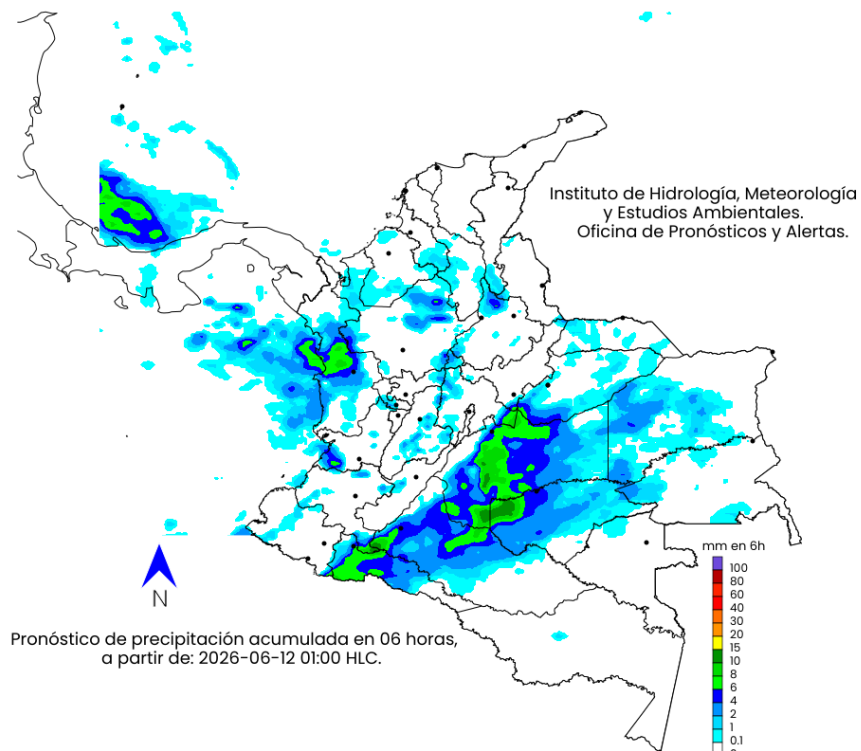 Instituto de Hidrología, Meteorología
y Estudios Ambientales.
Oficina de Pronósticos y Alertas.
N
Pronóstico de precipitación acumulada en 06 horas,
a partir de: 2026-06-12 01:00 HLC.
mm en 6h
100
80
60
40
30
20
15
10
8
6
4
2
1
0.1